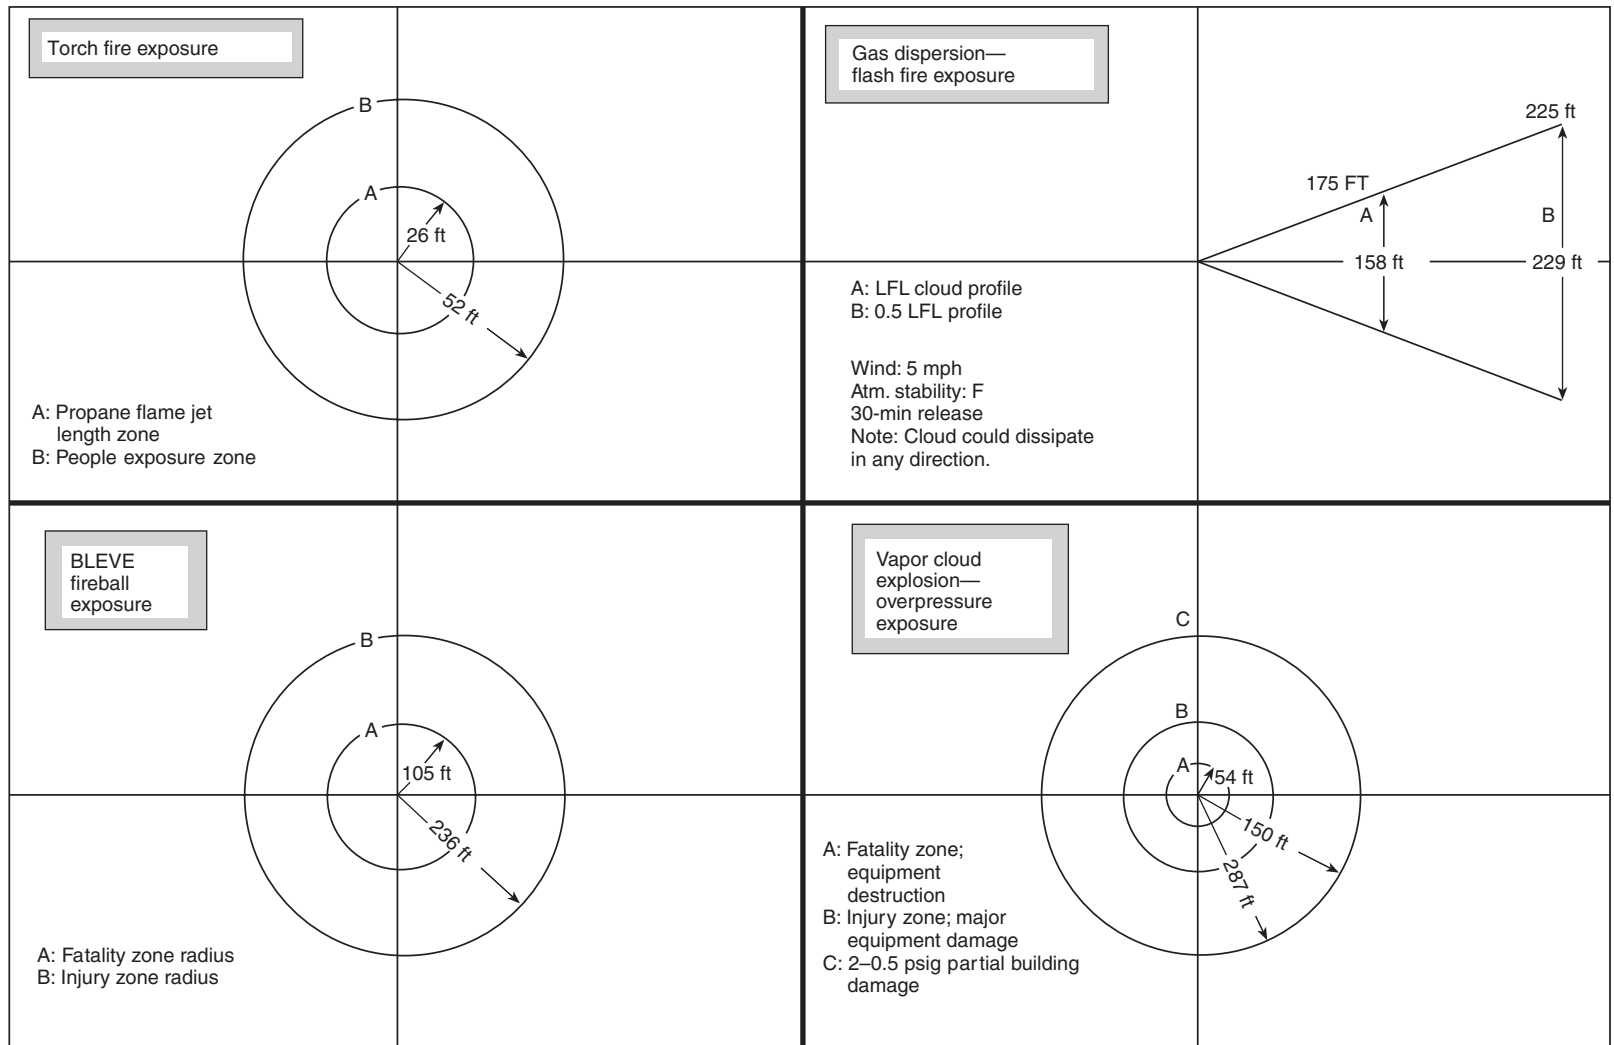 Torch fire exposure
B
A
26 ft
52 ft
A: Propane flame jet
length zone
B: People exposure zone
Gas dispersion—
flash fire exposure
225 ft
175 FT
A
B
158 ft
229 ft
A: LFL cloud profile
B: 0.5 LFL profile
Wind: 5 mph
Atm. stability: F
30-min release
Note: Cloud could dissipate
in any direction.
BLEVE
fireball
exposure
B
A
105 ft
236 ft
A: Fatality zone radius
B: Injury zone radius
Vapor cloud
explosion—
overpressure
exposure
C
B
A
54 ft
150 ft
287 ft
A: Fatality zone;
equipment
destruction
B: Injury zone; major
equipment damage
C: 2–0.5 psig partial building
damage